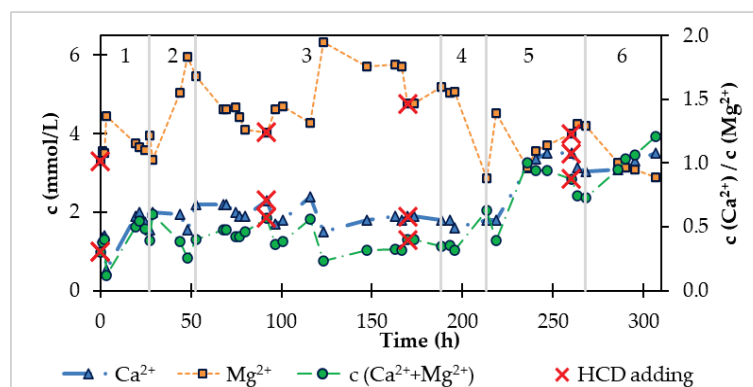 1 2 3 4 5 6
c (mmol/L)
6
4
2
0
2.0
1.5
1.0
0.5
0.0
c (Ca²⁺) / c (Mg²⁺)
0 50 100 150 200 250 300
Time (h)
Ca²⁺ Mg²⁺ c (Ca²⁺+Mg²⁺) HCD adding